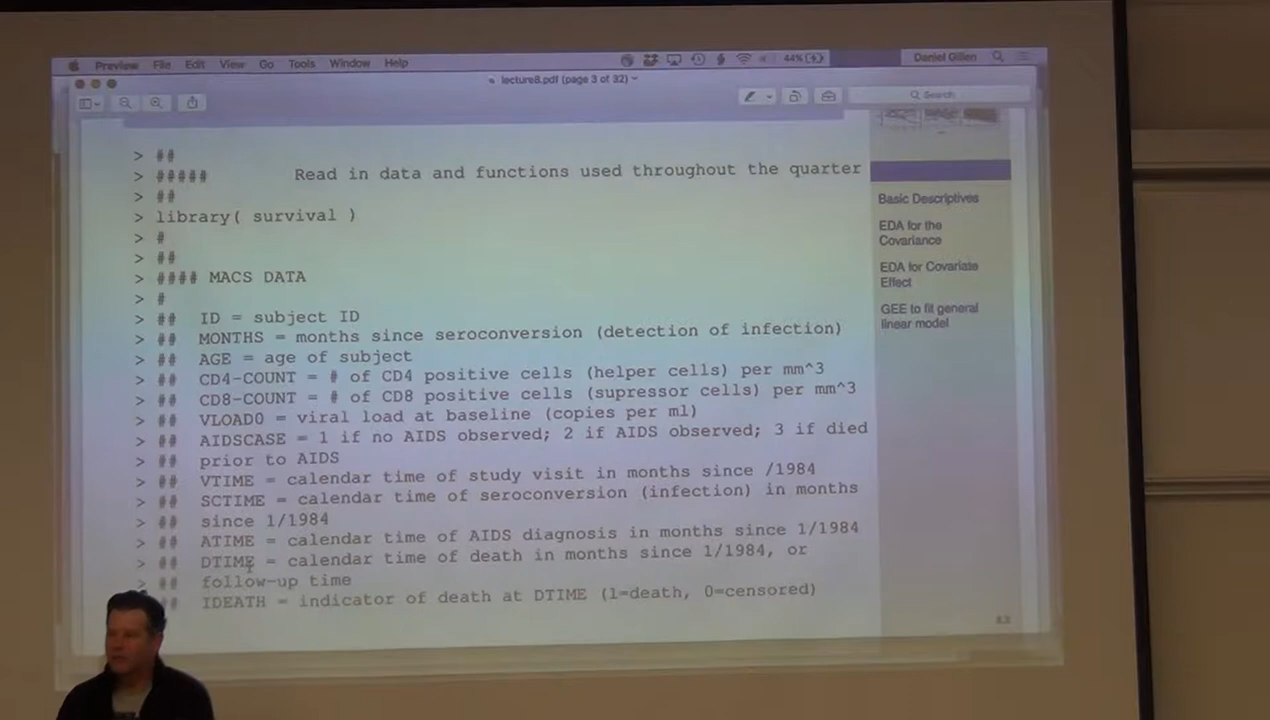 Preview File Edit View Go Tools Window Help 44% Daniel Gillen
lecture8.pdf (page 3 of 32)
Search
> ##
> ##### Read in data and functions used throughout the quarter
> ##
> library( survival )
> #
> ##
> #### MACS DATA
> #
> ## ID = subject ID
> ## MONTHS = months since seroconversion (detection of infection)
> ## AGE = age of subject
> ## CD4-COUNT = # of CD4 positive cells (helper cells) per mm^3
> ## CD8-COUNT = # of CD8 positive cells (supressor cells) per mm^3
> ## VLOAD0 = viral load at baseline (copies per ml)
> ## AIDSCASE = 1 if no AIDS observed; 2 if AIDS observed; 3 if died
> ## prior to AIDS
> ## VTIME = calendar time of study visit in months since /1984
> ## SCTIME = calendar time of seroconversion (infection) in months
> ## since 1/1984
> ## ATIME = calendar time of AIDS diagnosis in months since 1/1984
> ## DTIME = calendar time of death in months since 1/1984, or
> ## follow-up time
## IDEATH = indicator of death at DTIME (1=death, 0=censored)
Basic Descriptives
EDA for the
Covariance
EDA for Covariate
Effect
GEE to fit general
linear model